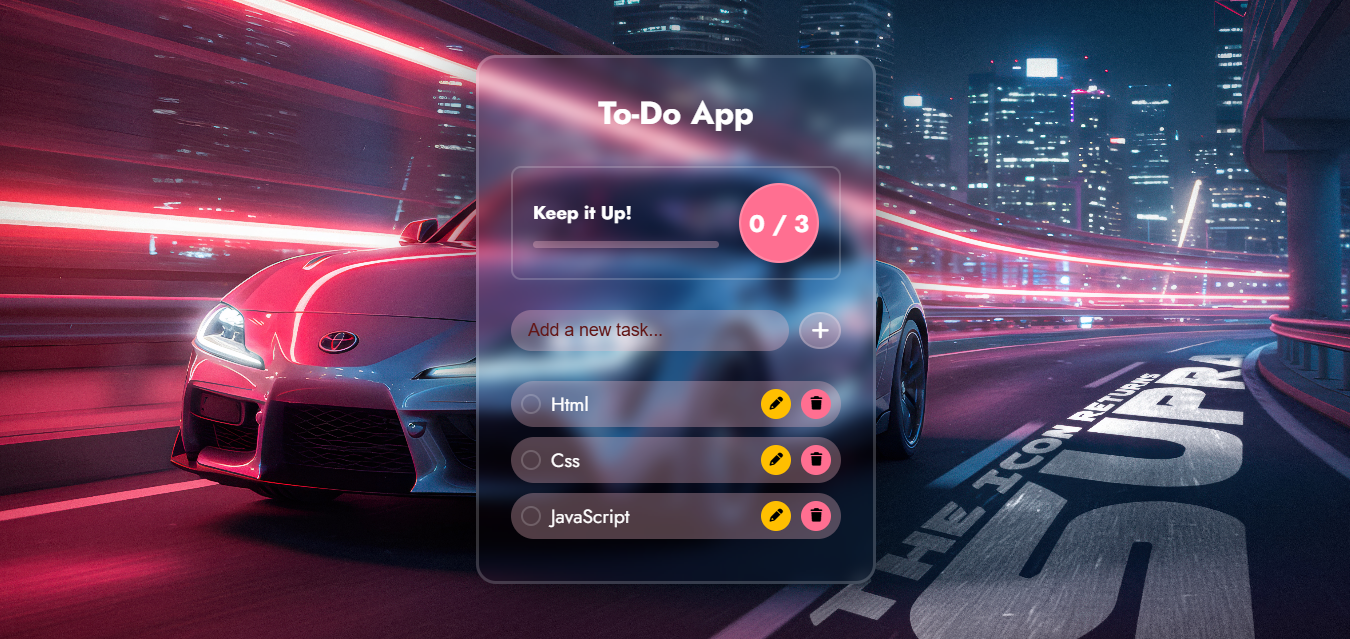 To-Do App
Keep it Up!
0 / 3
Add a new task...
Html
Css
JavaScript
THE ICON RETURNS
SUPRA